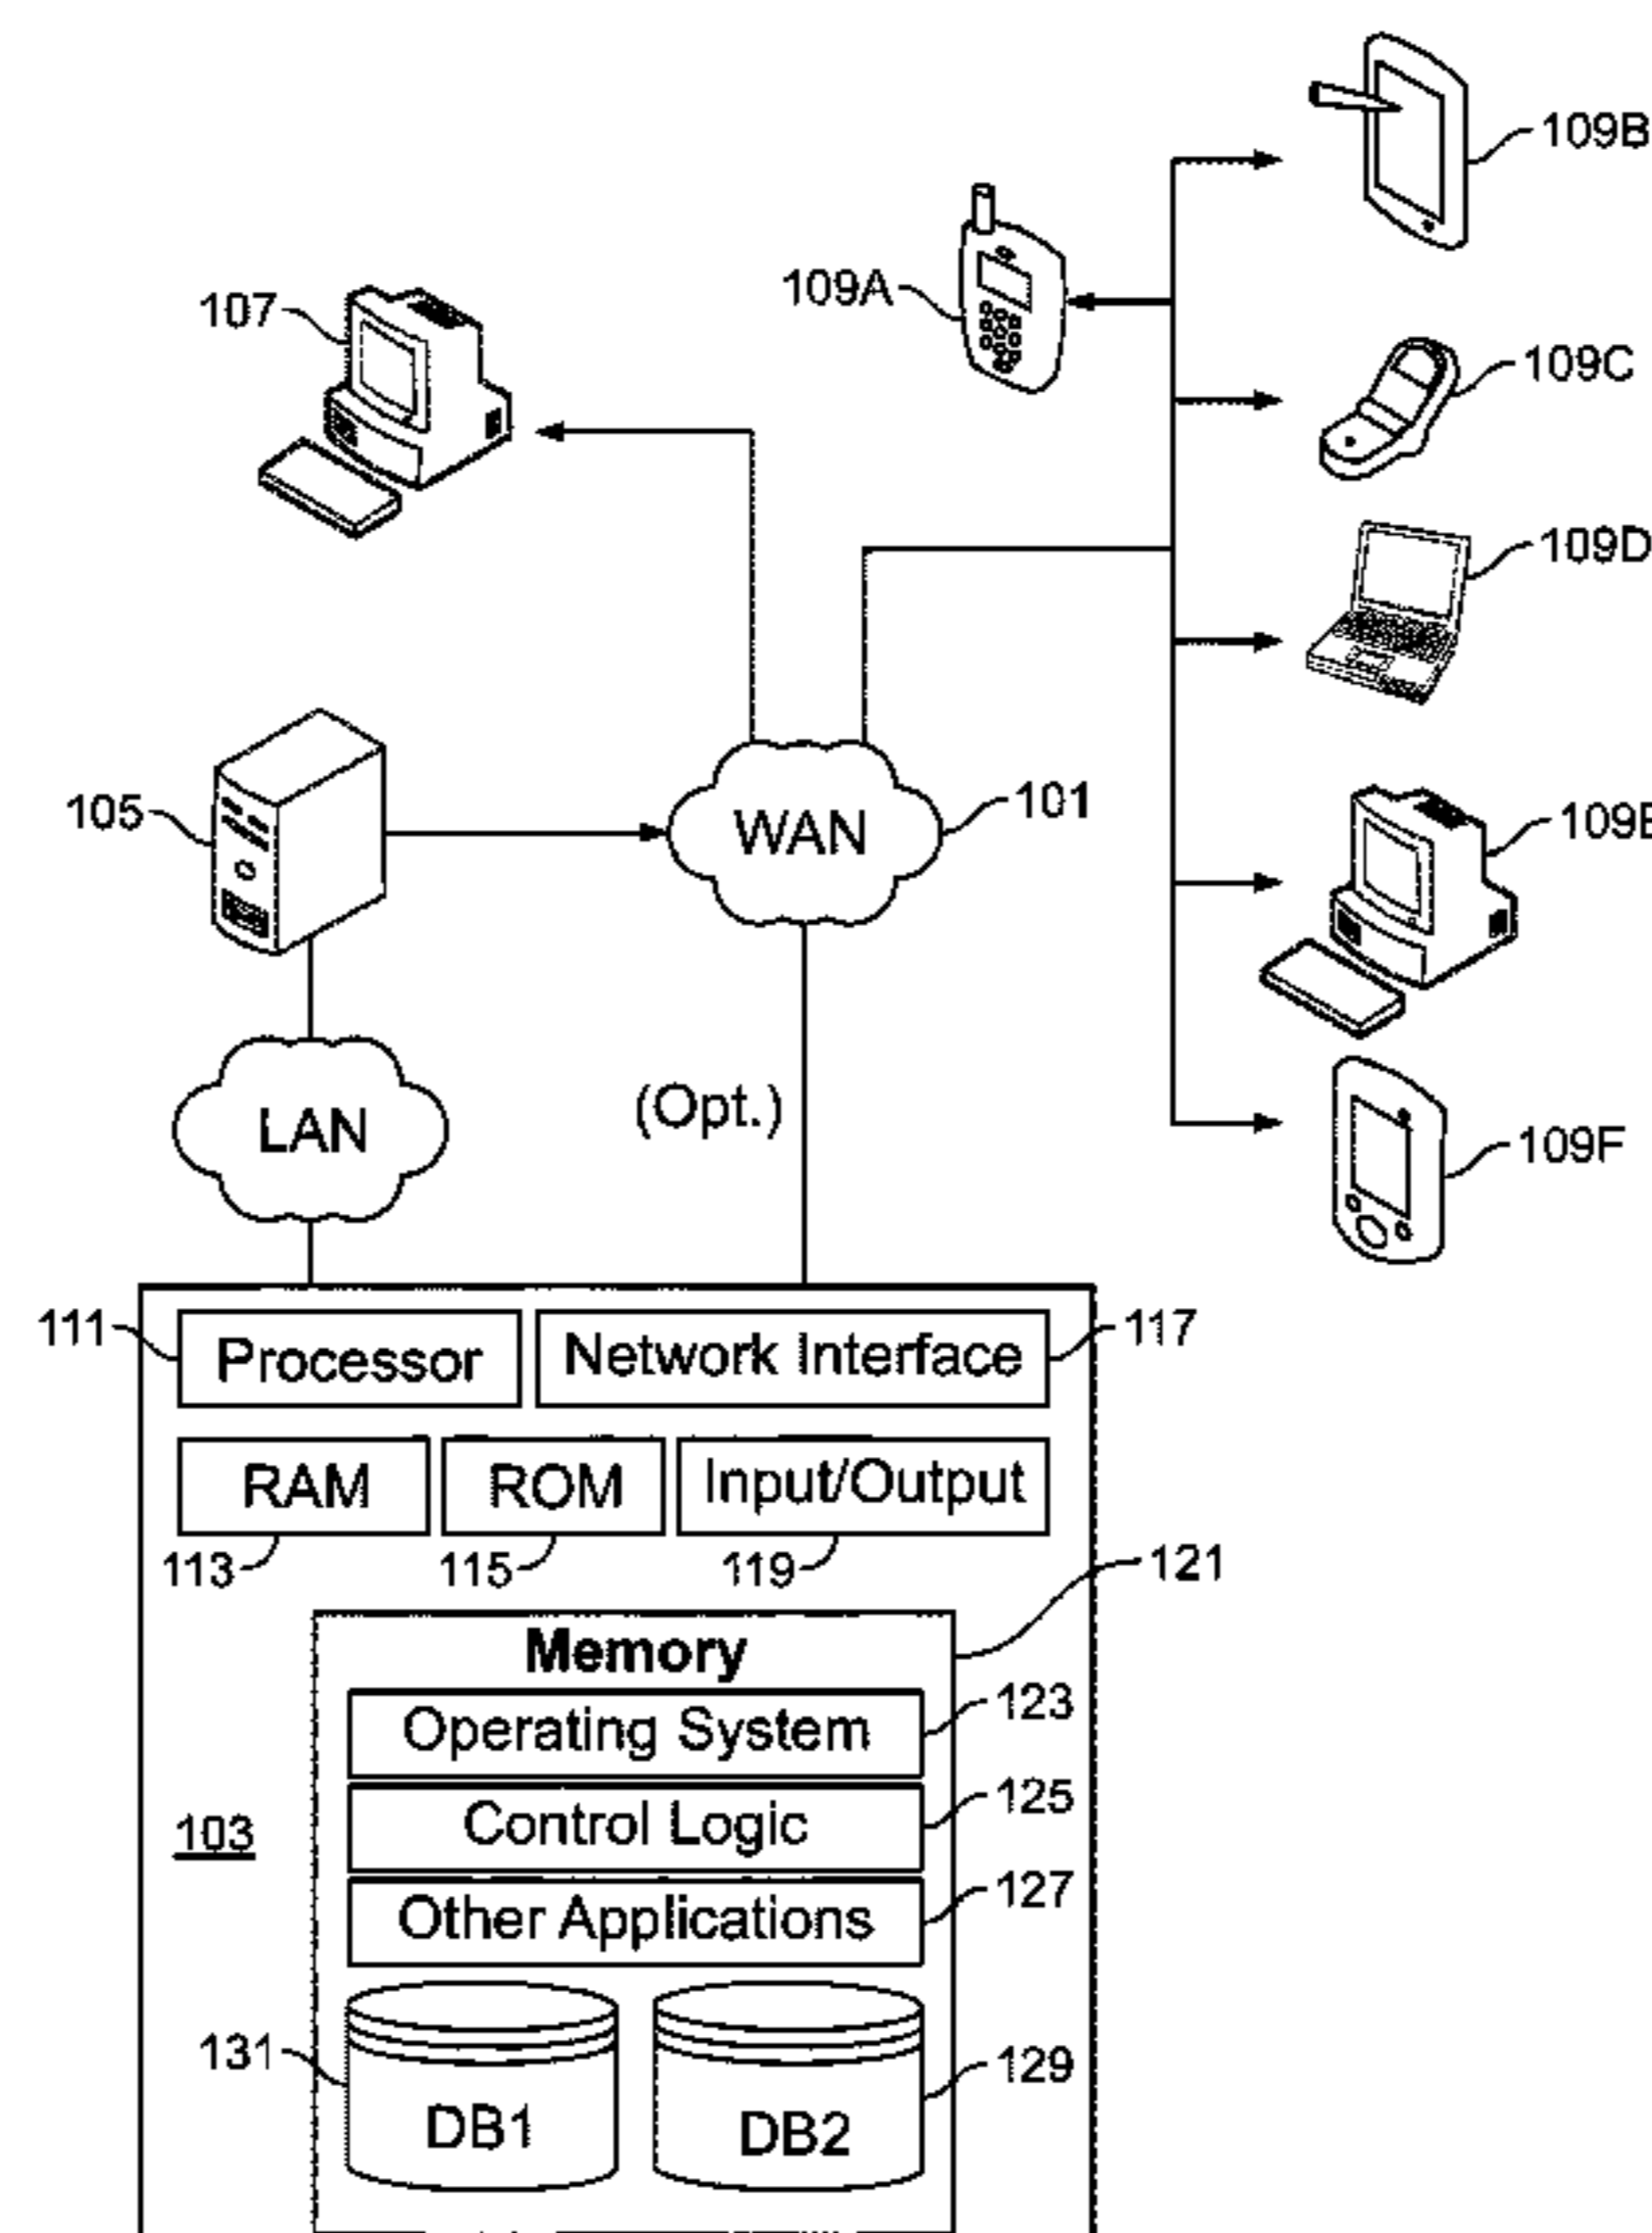 109B
109A
107
109C
109D
105
WAN
101
109E
LAN
(Opt.)
109F
111
Processor
Network Interface
117
RAM
ROM
Input/Output
113
115
119
121
Memory
Operating System
123
Control Logic
125
103
Other Applications
127
131
DB1
DB2
129